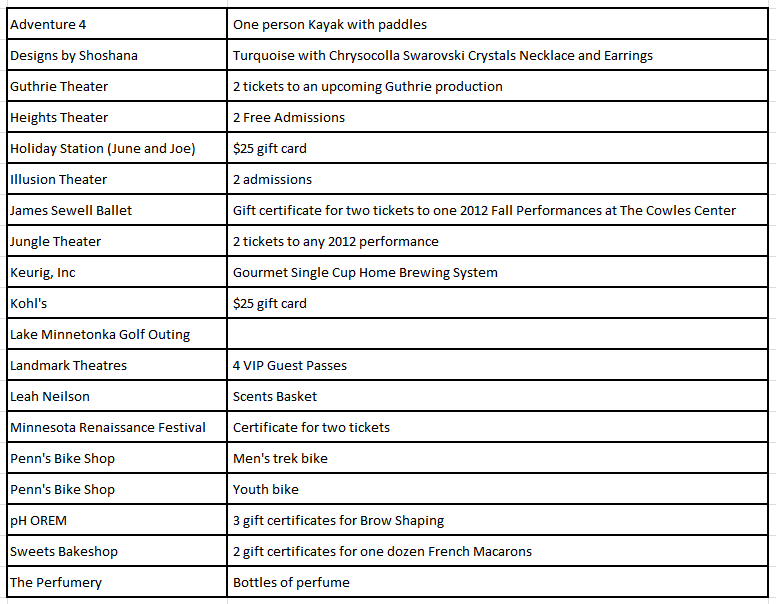 Adventure 4 One person Kayak with paddles
Designs by Shoshana Turquoise with Chrysocolla Swarovski Crystals Necklace and Earrings
Guthrie Theater 2 tickets to an upcoming Guthrie production
Heights Theater 2 Free Admissions
Holiday Station (June and Joe) $25 gift card
Illusion Theater 2 admissions
James Sewell Ballet Gift certificate for two tickets to one 2012 Fall Performances at The Cowles Center
Jungle Theater 2 tickets to any 2012 performance
Keurig, Inc Gourmet Single Cup Home Brewing System
Kohl's $25 gift card
Lake Minnetonka Golf Outing
Landmark Theatres 4 VIP Guest Passes
Leah Neilson Scents Basket
Minnesota Renaissance Festival Certificate for two tickets
Penn's Bike Shop Men's trek bike
Penn's Bike Shop Youth bike
pH OREM 3 gift certificates for Brow Shaping
Sweets Bakeshop 2 gift certificates for one dozen French Macarons
The Perfumery Bottles of perfume